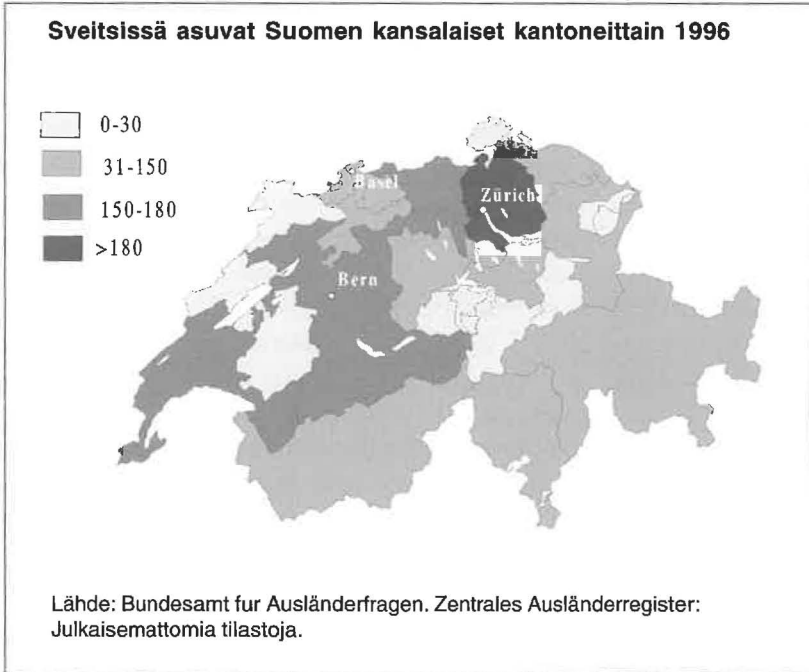 Sveitsissä asuvat Suomen kansalaiset kantoneittain 1996
0-30
31-150
150-180
>180
Basel
Zürich
Bern
Lähde: Bundesamt fur Ausländerfragen. Zentrales Ausländerregister:
Julkaisemattomia tilastoja.